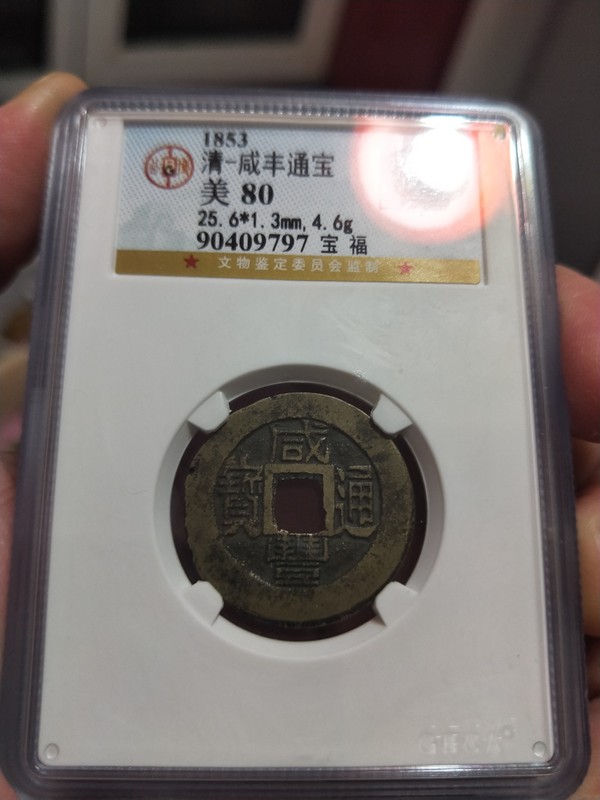 1853
清-咸丰通宝
美 80
25.6*1.3mm, 4.6g
90409797 宝 福
★ 文物鉴定委员会监制 ★
咸
寶 通
豐